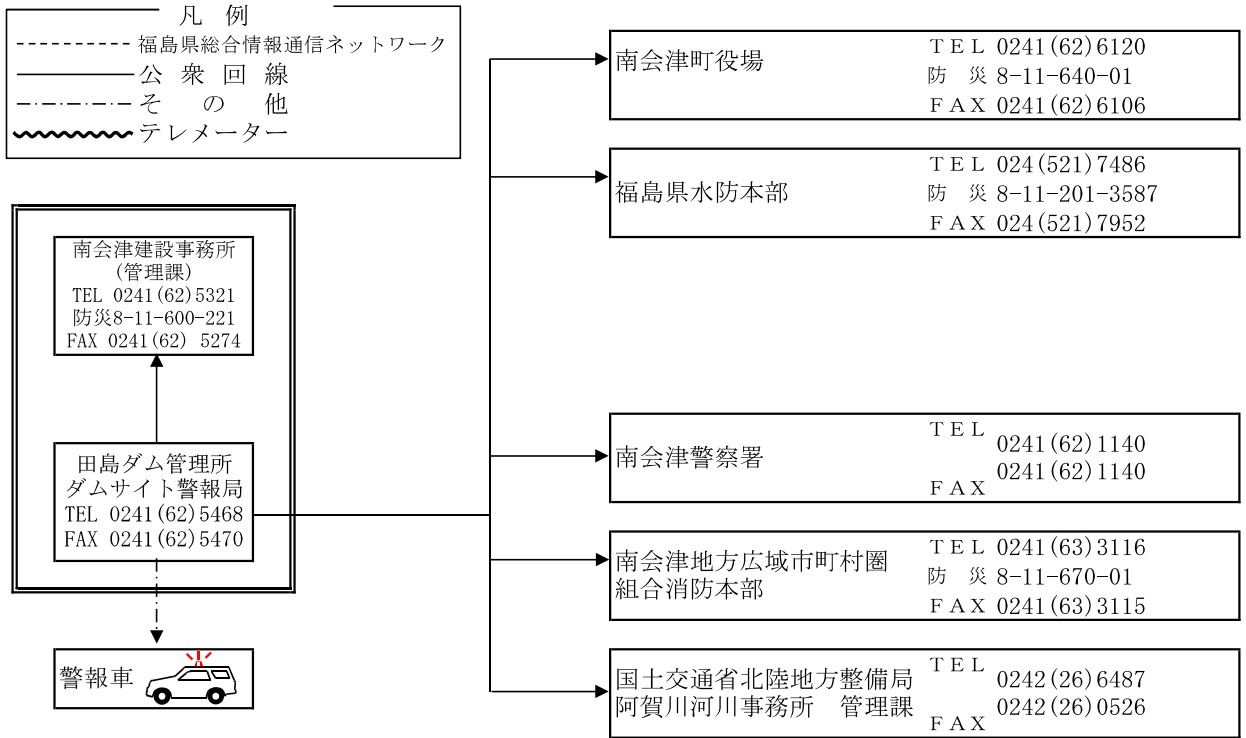 凡例
福島県総合情報通信ネットワーク
公衆回線
その他
テレメーター
南会津建設事務所
(管理課)
TEL 0241(62)5321
防災8-11-600-221
FAX 0241(62) 5274
田島ダム管理所
ダムサイト警報局
TEL 0241(62)5468
FAX 0241(62)5470
警報車
南会津町役場
TEL 0241(62)6120
防 災 8-11-640-01
FAX 0241(62)6106
福島県水防本部
TEL 024(521)7486
防 災 8-11-201-3587
FAX 024(521)7952
南会津警察署
TEL
0241(62)1140
0241(62)1140
FAX
南会津地方広域市町村圏
組合消防本部
TEL 0241(63)3116
防 災 8-11-670-01
FAX 0241(63)3115
国土交通省北陸地方整備局
阿賀川河川事務所 管理課
TEL
0242(26)6487
0242(26)0526
FAX